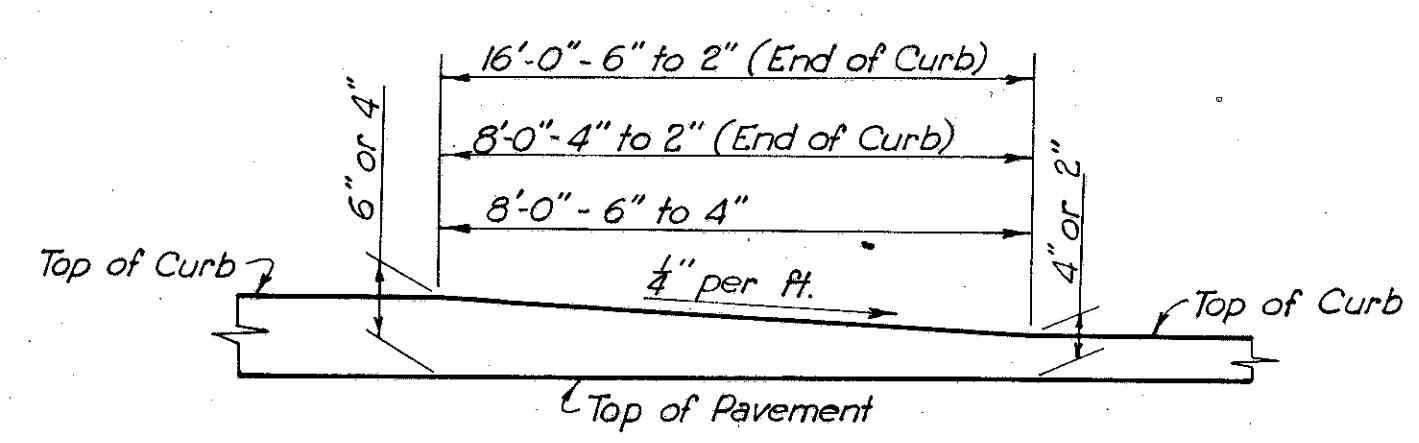 16'-0"-6" to 2" (End of Curb)
8'-0"-4" to 2" (End of Curb)
8'-0"-6" to 4"
6" or 4"
4" or 2"
Top of Curb
1/4" per ft.
Top of Curb
Top of Pavement